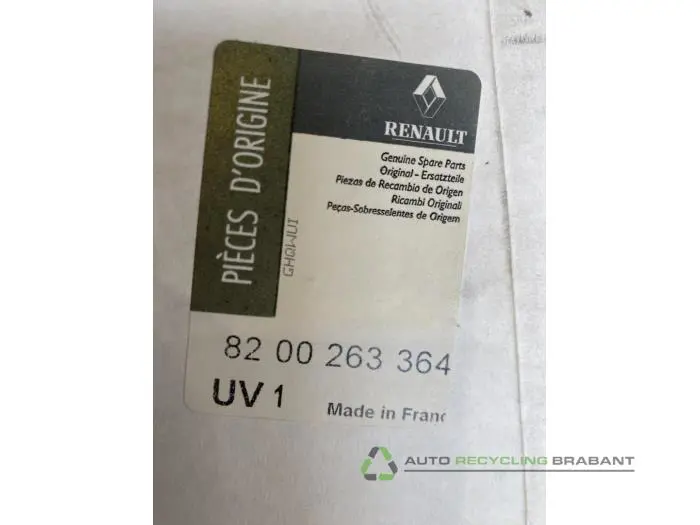 PIÈCES D'ORIGINE
RENAULT
Genuine Spare Parts
Original - Ersatzteile
Piezas de Recambio de Origen
Ricambi Originali
Peças-Sobresselentes de Origem
GHQWUI
82 00 263 364
UV 1
Made in Franc
AUTO RECYCLING BRABANT